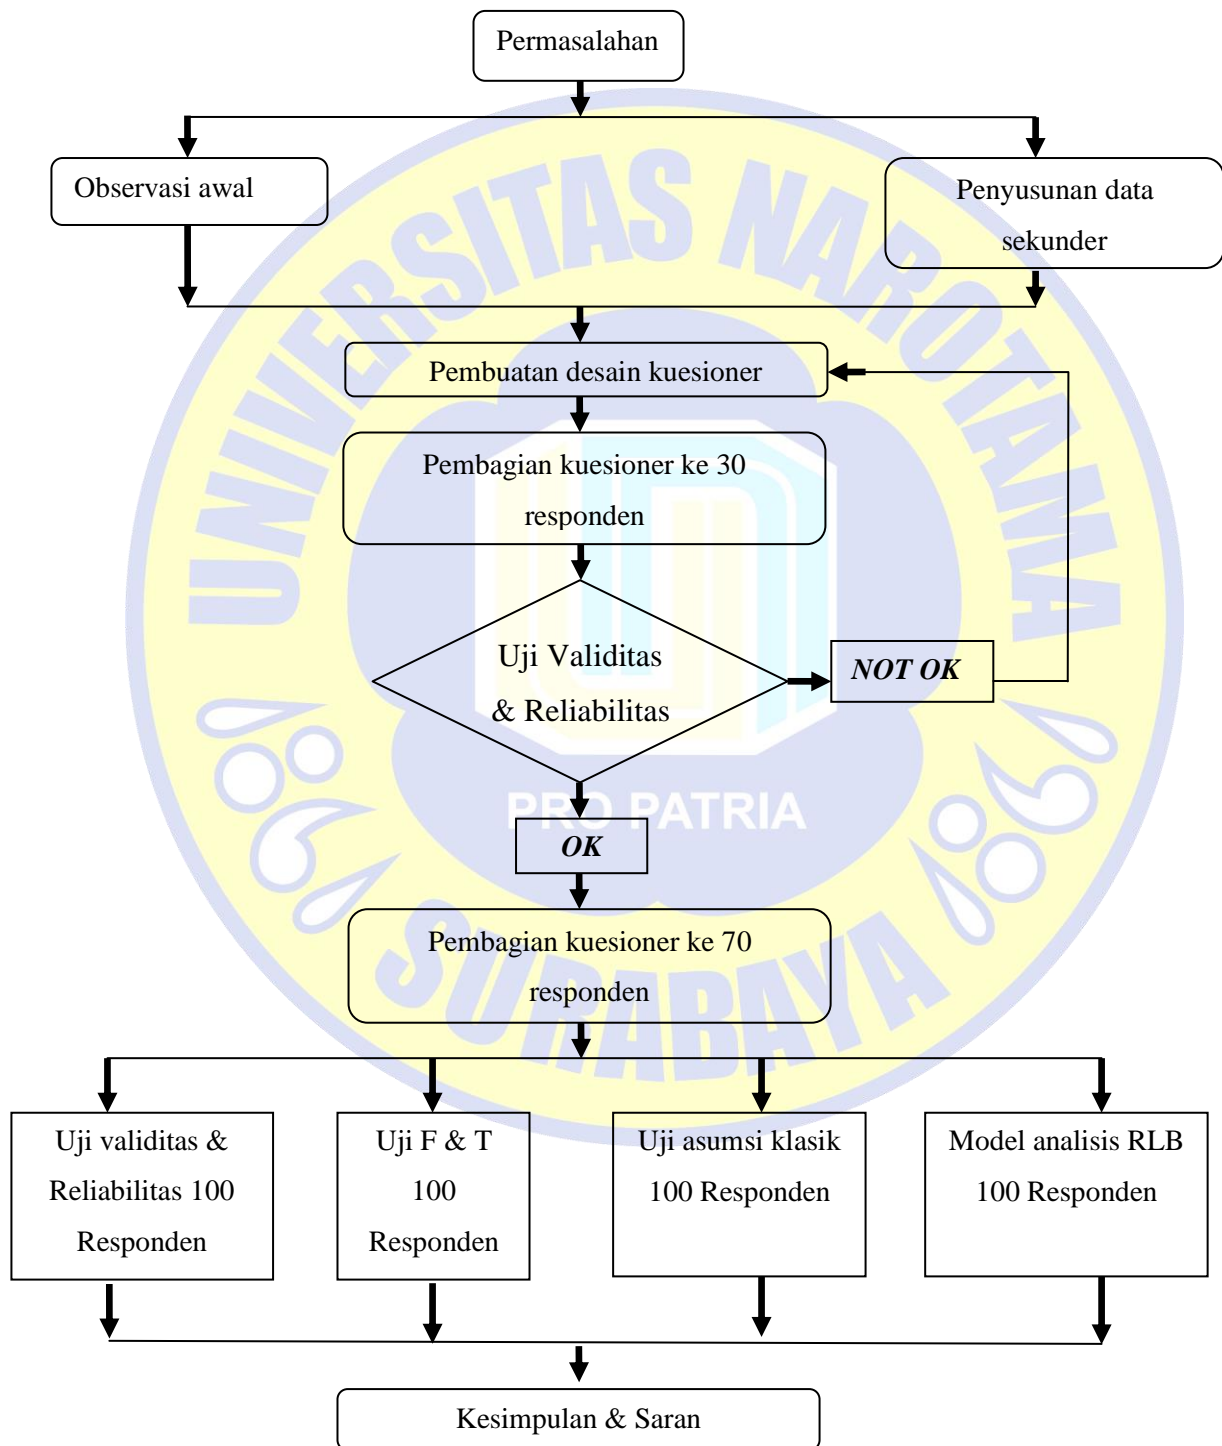 Permasalahan
Observasi awal
Penyusunan data
sekunder
Pembuatan desain kuesioner
Pembagian kuesioner ke 30
responden
Uji Validitas
& Reliabilitas
NOT OK
OK
Pembagian kuesioner ke 70
responden
Uji validitas &
Reliabilitas 100
Responden
Uji F & T
100
Responden
Uji asumsi klasik
100 Responden
Model analisis RLB
100 Responden
Kesimpulan & Saran
UNIVERSITAS NAROTAMA
PRO PATRIA
SURABAYA